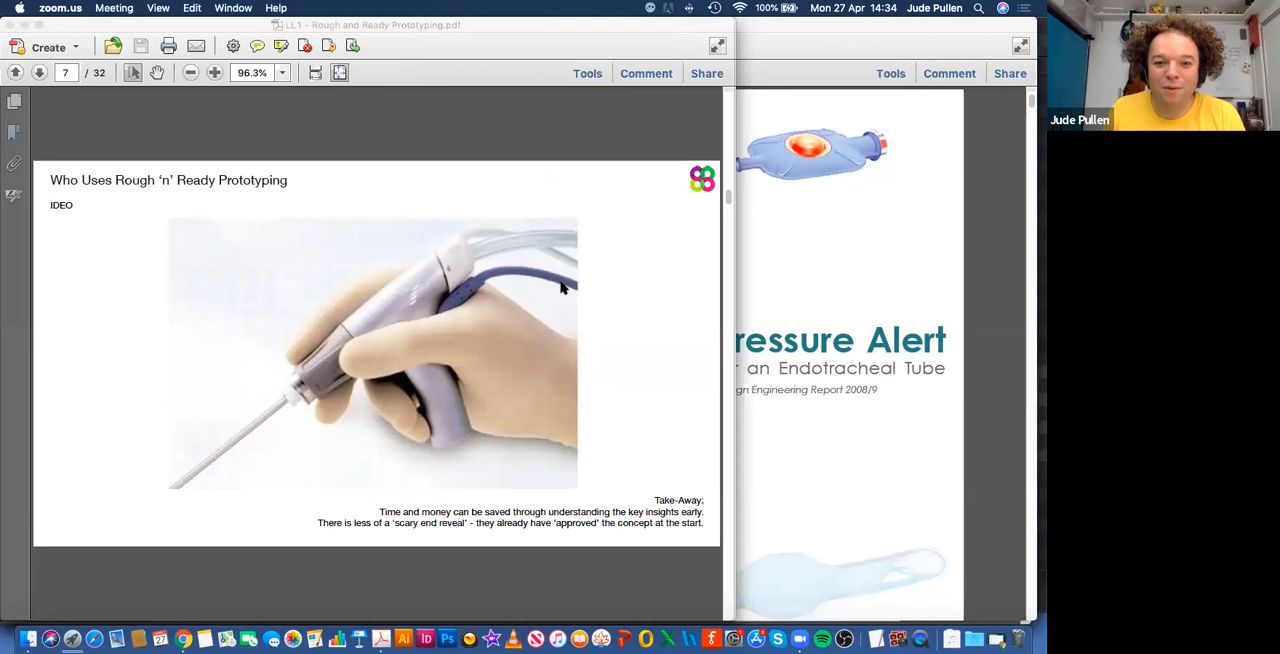 zoom.us Meeting View Edit Window Help
100% Mon 27 Apr 14:34 Jude Pullen
LL1 - Rough and Ready Prototyping.pdf
Create
7 / 32 96.3% Tools Comment Share
Tools Comment Share
Who Uses Rough ‘n’ Ready Prototyping
IDEO
Take-Away:
Time and money can be saved through understanding the key insights early.
There is less of a ‘scary end reveal’ - they already have ‘approved’ the concept at the start.
ressure Alert
r an Endotracheal Tube
gn Engineering Report 2008/9
Jude Pullen